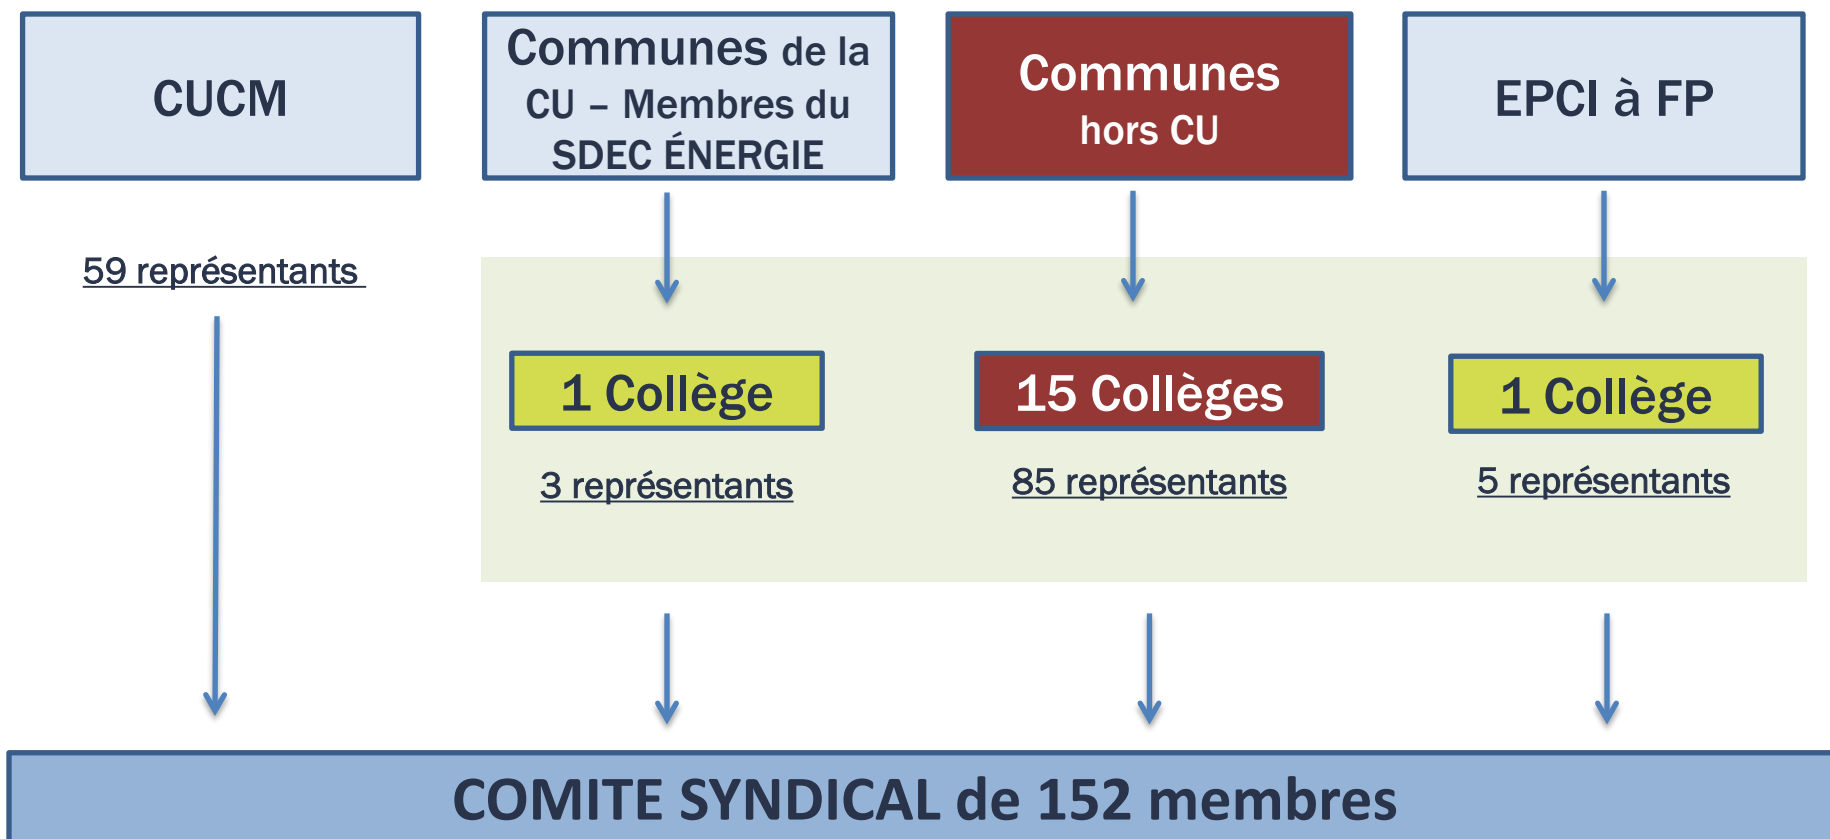 CUCM
Communes de la
CU – Membres du
SDEC ÉNERGIE
Communes
hors CU
EPCI à FP
59 représentants
1 Collège
15 Collèges
1 Collège
3 représentants
85 représentants
5 représentants
COMITE SYNDICAL de 152 membres